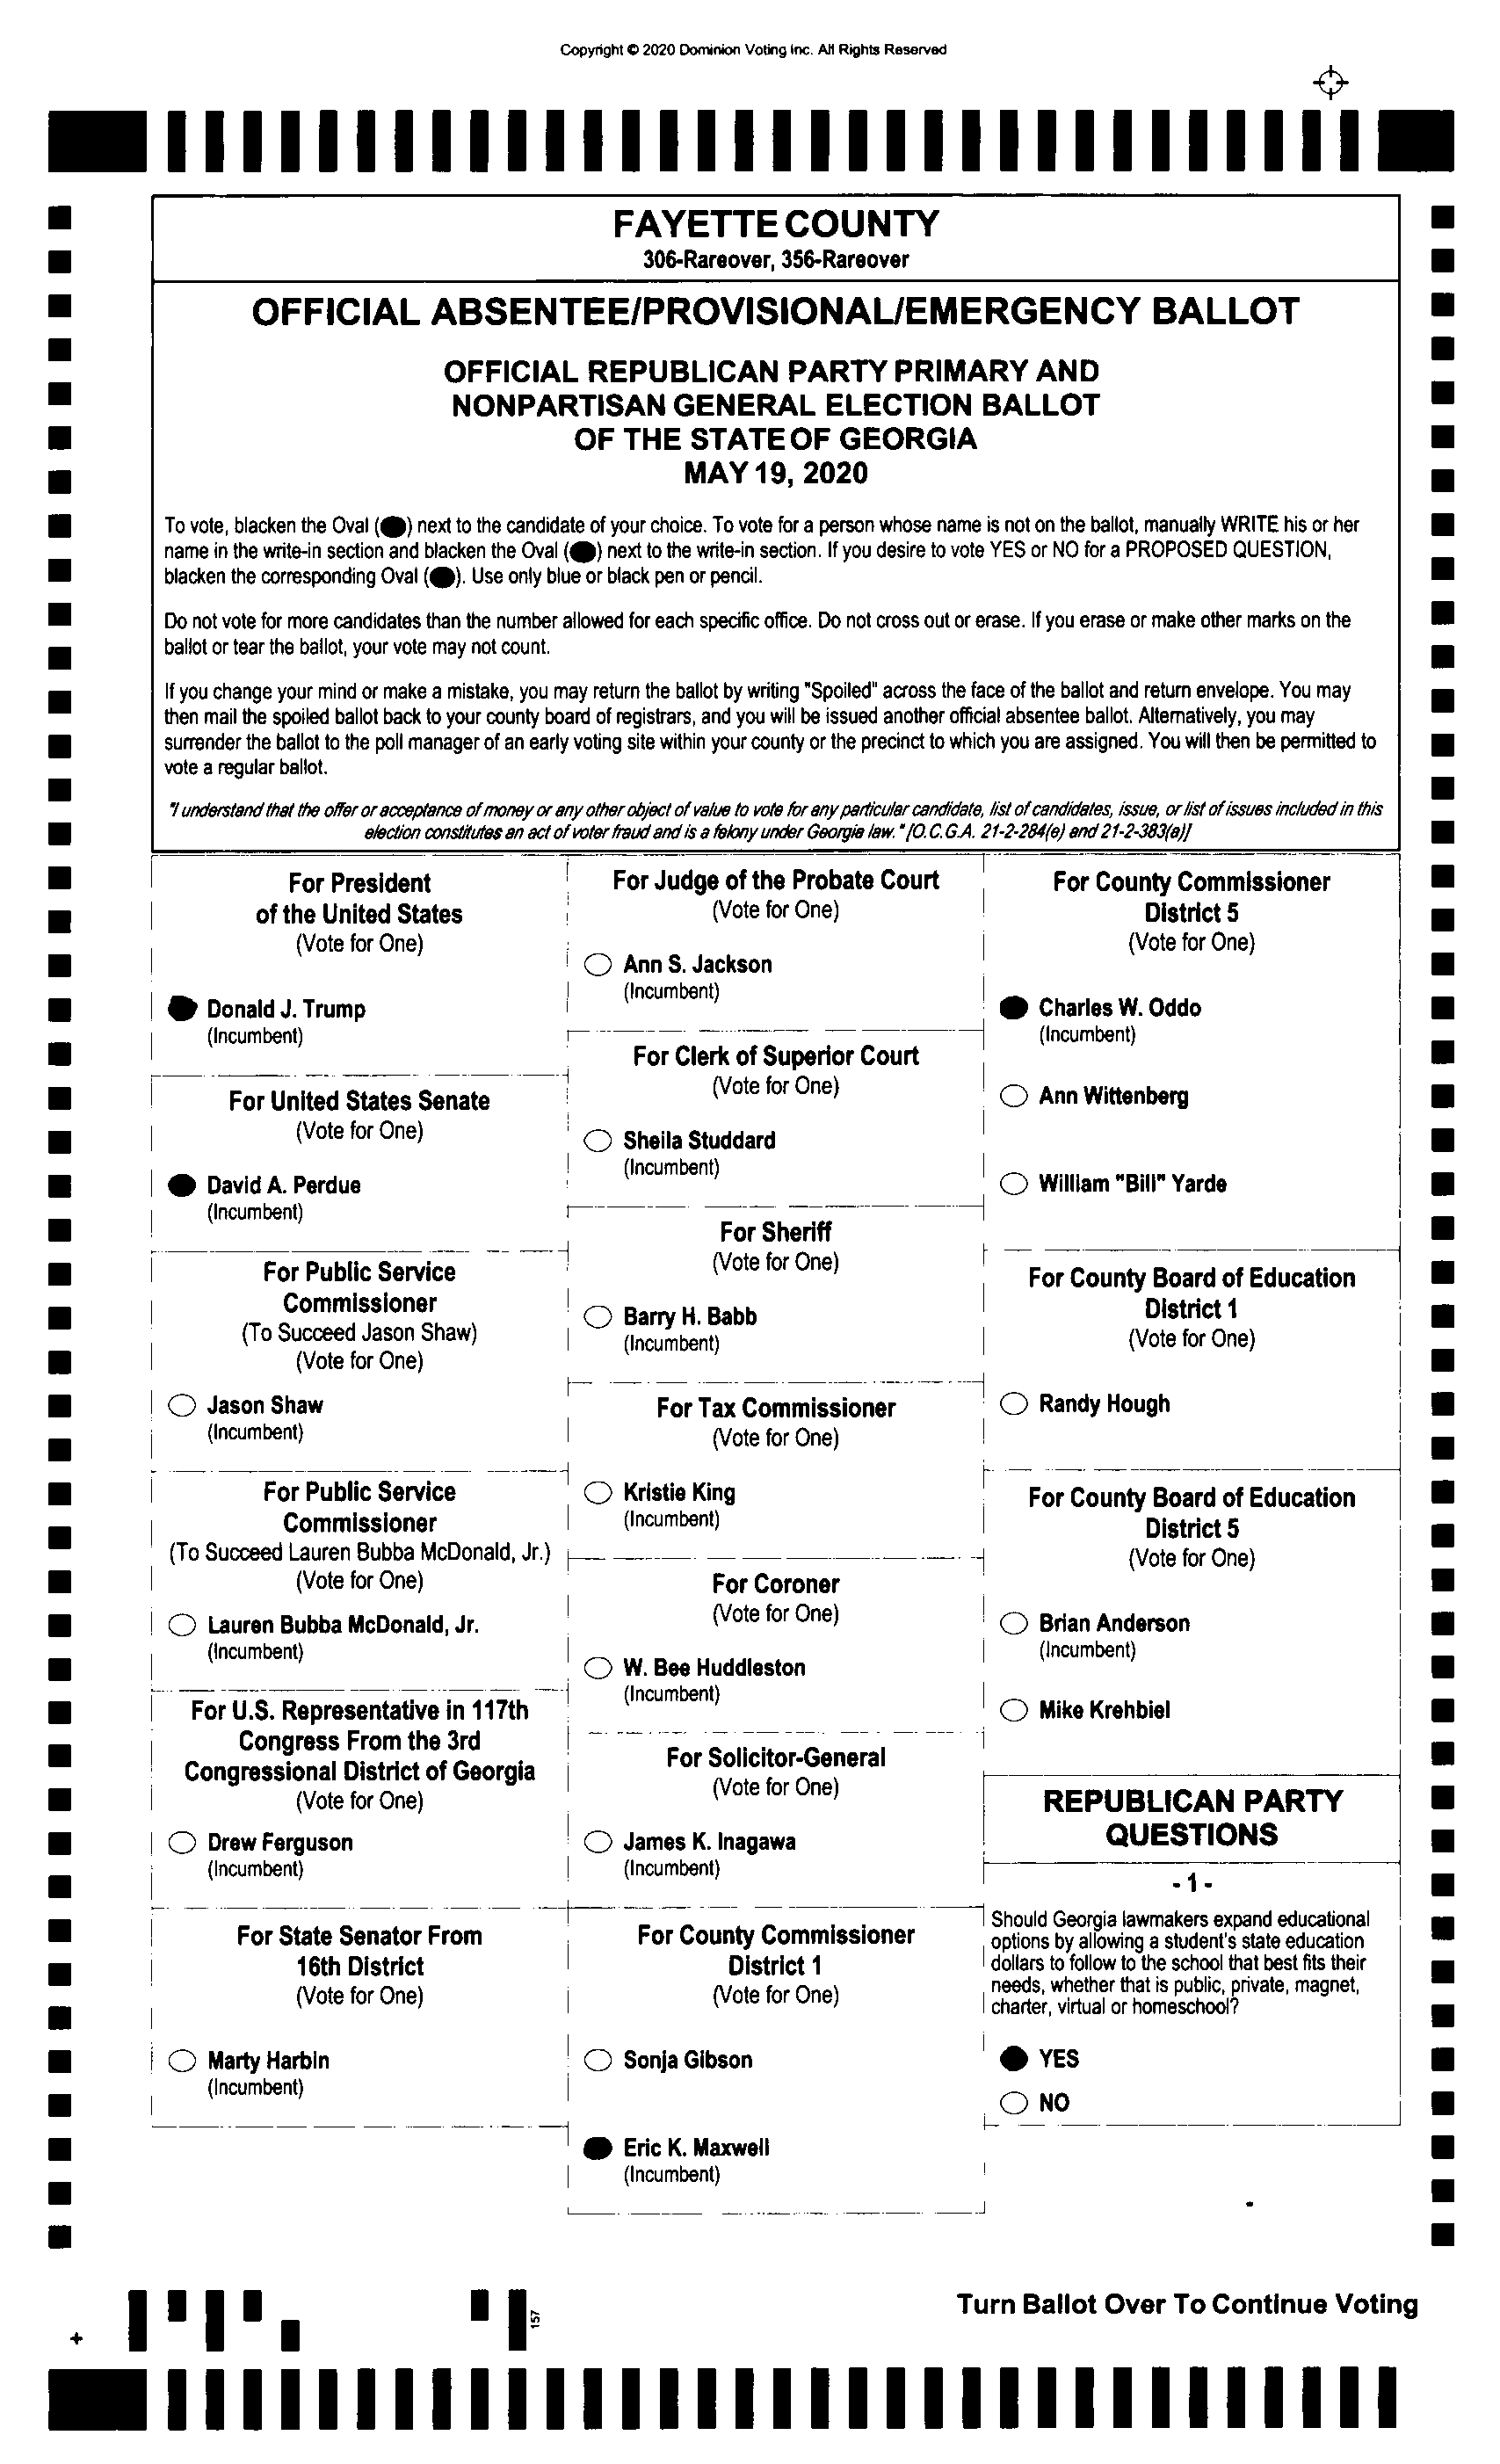 Copyright © 2020 Dominion Voting Inc. All Rights Reserved
FAYETTE COUNTY
306-Rareover, 356-Rareover
OFFICIAL ABSENTEE/PROVISIONAL/EMERGENCY BALLOT
OFFICIAL REPUBLICAN PARTY PRIMARY AND
NONPARTISAN GENERAL ELECTION BALLOT
OF THE STATE OF GEORGIA
MAY 19, 2020
To vote, blacken the Oval (●) next to the candidate of your choice. To vote for a person whose name is not on the ballot, manually WRITE his or her
name in the write-in section and blacken the Oval (●) next to the write-in section. If you desire to vote YES or NO for a PROPOSED QUESTION,
blacken the corresponding Oval (●). Use only blue or black pen or pencil.
Do not vote for more candidates than the number allowed for each specific office. Do not cross out or erase. If you erase or make other marks on the
ballot or tear the ballot, your vote may not count.
If you change your mind or make a mistake, you may return the ballot by writing "Spoiled" across the face of the ballot and return envelope. You may
then mail the spoiled ballot back to your county board of registrars, and you will be issued another official absentee ballot. Alternatively, you may
surrender the ballot to the poll manager of an early voting site within your county or the precinct to which you are assigned. You will then be permitted to
vote a regular ballot.
"I understand that the offer or acceptance of money or any other object of value to vote for any particular candidate, list of candidates, issue, or list of issues included in this
election constitutes an act of voter fraud and is a felony under Georgia law." [O.C.G.A. 21-2-284(e) and 21-2-383(a)]
For President
of the United States
(Vote for One)
Donald J. Trump
(Incumbent)
For United States Senate
(Vote for One)
David A. Perdue
(Incumbent)
For Public Service
Commissioner
(To Succeed Jason Shaw)
(Vote for One)
Jason Shaw
(Incumbent)
For Public Service
Commissioner
(To Succeed Lauren Bubba McDonald, Jr.)
(Vote for One)
Lauren Bubba McDonald, Jr.
(Incumbent)
For U.S. Representative in 117th
Congress From the 3rd
Congressional District of Georgia
(Vote for One)
Drew Ferguson
(Incumbent)
For State Senator From
16th District
(Vote for One)
Marty Harbin
(Incumbent)
For Judge of the Probate Court
(Vote for One)
Ann S. Jackson
(Incumbent)
For Clerk of Superior Court
(Vote for One)
Sheila Studdard
(Incumbent)
For Sheriff
(Vote for One)
Barry H. Babb
(Incumbent)
For Tax Commissioner
(Vote for One)
Kristie King
(Incumbent)
For Coroner
(Vote for One)
W. Bee Huddleston
(Incumbent)
For Solicitor-General
(Vote for One)
James K. Inagawa
(Incumbent)
For County Commissioner
District 1
(Vote for One)
Sonja Gibson
Eric K. Maxwell
(Incumbent)
For County Commissioner
District 5
(Vote for One)
Charles W. Oddo
(Incumbent)
Ann Wittenberg
William "Bill" Yarde
For County Board of Education
District 1
(Vote for One)
Randy Hough
For County Board of Education
District 5
(Vote for One)
Brian Anderson
(Incumbent)
Mike Krehbiel
REPUBLICAN PARTY
QUESTIONS
- 1 -
Should Georgia lawmakers expand educational
options by allowing a student's state education
dollars to follow to the school that best fits their
needs, whether that is public, private, magnet,
charter, virtual or homeschool?
YES
NO
157
Turn Ballot Over To Continue Voting